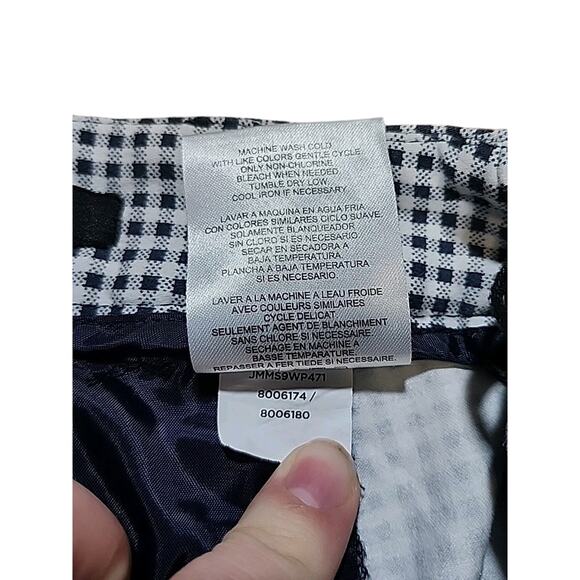 MACHINE WASH COLD
WITH LIKE COLORS GENTLE CYCLE.
ONLY NON-CHLORINE
BLEACH WHEN NEEDED
TUMBLE DRY LOW
COOL IRON IF NECESSARY
LAVAR A MAQUINA EN AGUA FRIA
CON COLORES SIMILARES CICLO SUAVE.
SOLAMENTE BLANQUEADOR
SIN CLORO SI ES NECESARIO
SECAR EN SECADORA A
BAJA TEMPERATURA
PLANCHA A BAJA TEMPERATURA
SI ES NECESARIO
LAVER A LA MACHINE A LEAU FROIDE
AVEC COULEURS SIMILAIRES
CYCLE DELICAT
SEULEMENT AGENT DE BLANCHIMENT
SANS CHLORE SI NECESSAIRE.
SECHAGE EN MACHINE A
BASSE TEMPARATURE
REPASSER A FER TIEDE SI NECESSAIRE.
JMMS9WP471
8006174 /
8006180